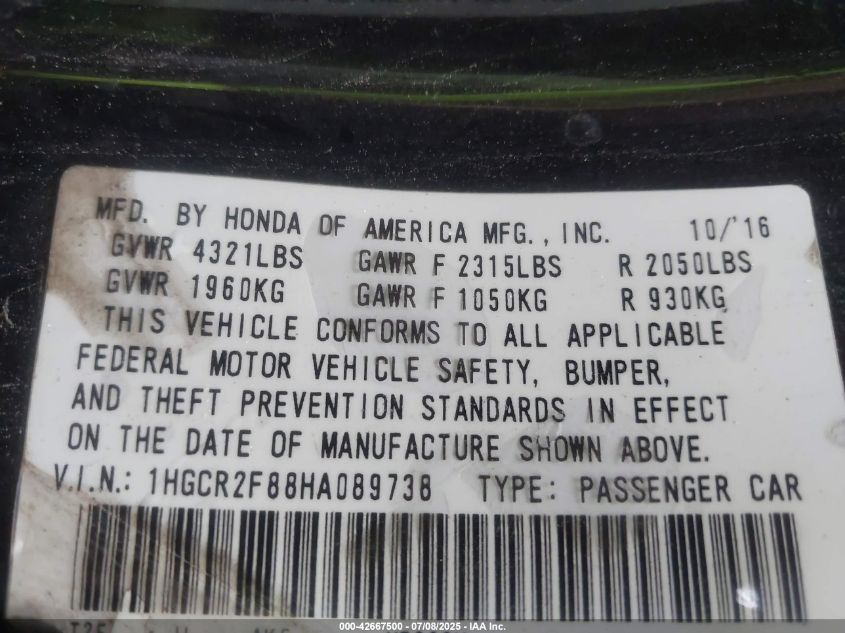 MFD. BY HONDA OF AMERICA MFG., INC. 10/'16
GVWR 4321LBS GAWR F 2315LBS R 2050LBS
GVWR 1960KG GAWR F 1050KG R 930KG
THIS VEHICLE CONFORMS TO ALL APPLICABLE
FEDERAL MOTOR VEHICLE SAFETY, BUMPER,
AND THEFT PREVENTION STANDARDS IN EFFECT
ON THE DATE OF MANUFACTURE SHOWN ABOVE.
V.I.N.: 1HGCR2F88HA089738 TYPE: PASSENGER CAR
000-42667500 - 07/08/2025 - IAA Inc.